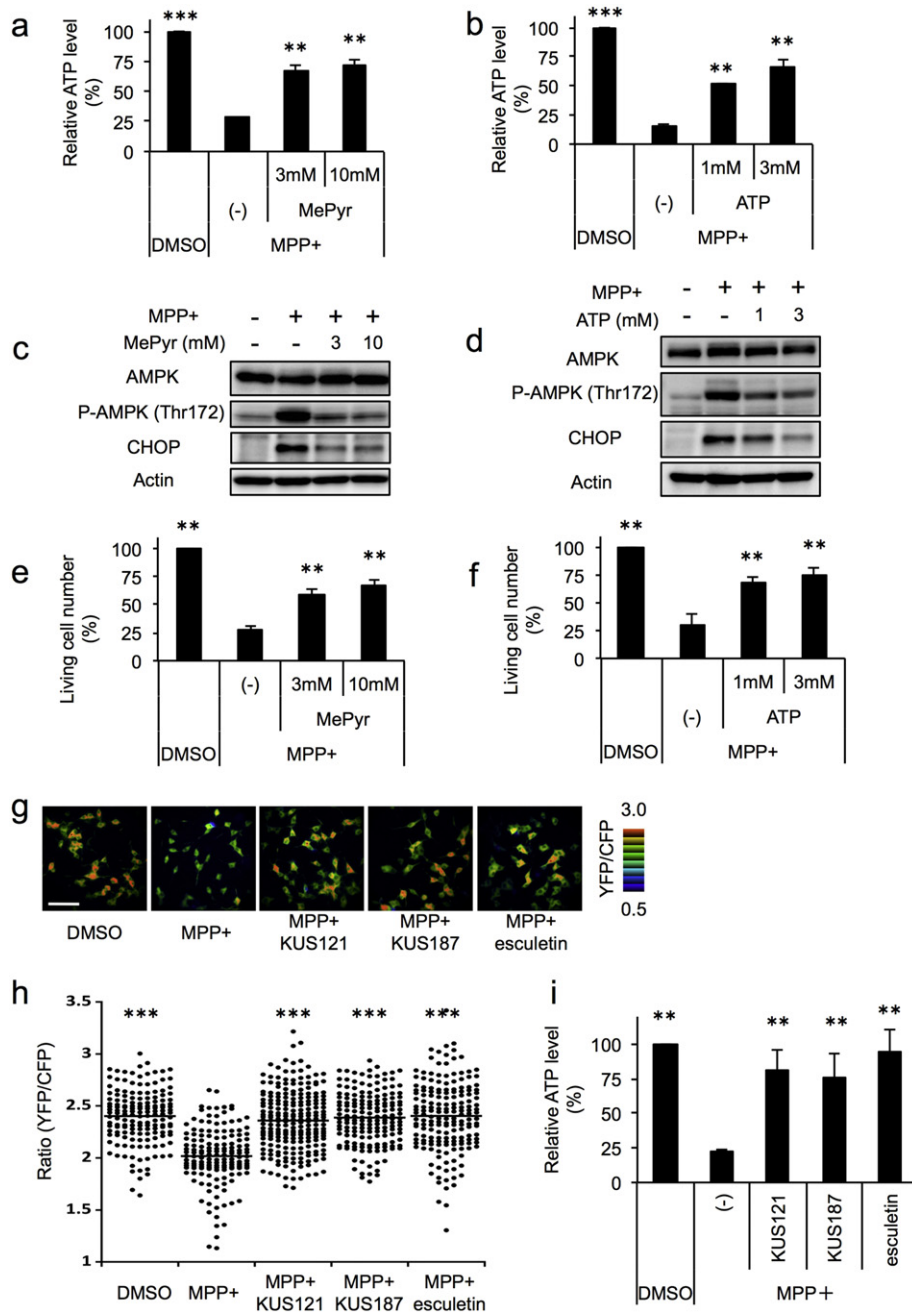 a
Relative ATP level
(%)
100
75
50
25
0
***
**
**
3mM
10mM
(-)
MePyr
DMSO
MPP+
b
Relative ATP level
(%)
100
75
50
25
0
***
**
**
1mM
3mM
(-)
ATP
DMSO
MPP+
c
MPP+ - + + +
MePyr (mM) - - 3 10
AMPK
P-AMPK (Thr172)
CHOP
Actin
d
MPP+ - + + +
ATP (mM) - - 1 3
AMPK
P-AMPK (Thr172)
CHOP
Actin
e
Living cell number
(%)
100
75
50
25
0
**
**
**
3mM
10mM
(-)
MePyr
DMSO
MPP+
f
Living cell number
(%)
100
75
50
25
0
**
**
**
1mM
3mM
(-)
ATP
DMSO
MPP+
g
DMSO
MPP+
MPP+
KUS121
MPP+
KUS187
MPP+
esculetin
YFP/CFP
3.0
0.5
h
Ratio (YFP/CFP)
3.5
3
2.5
2
1.5
1
***
***
***
***
DMSO
MPP+
MPP+
KUS121
MPP+
KUS187
MPP+
esculetin
i
Relative ATP level
(%)
100
75
50
25
0
**
**
**
**
(-)
KUS121
KUS187
esculetin
DMSO
MPP+